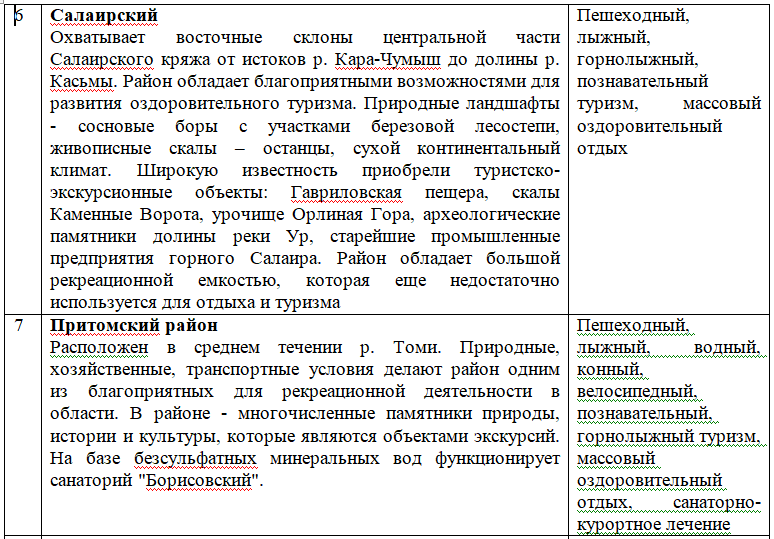 6
Салаирский
Охватывает восточные склоны центральной части
Салаирского кряжа от истоков р. Кара-Чумыш до долины р.
Касьмы. Район обладает благоприятными возможностями для
развития оздоровительного туризма. Природные ландшафты
- сосновые боры с участками березовой лесостепи,
живописные скалы – останцы, сухой континентальный
климат. Широкую известность приобрели туристско-
экскурсионные объекты: Гавриловская пещера, скалы
Каменные Ворота, урочище Орлиная Гора, археологические
памятники долины реки Ур, старейшие промышленные
предприятия горного Салаира. Район обладает большой
рекреационной емкостью, которая еще недостаточно
используется для отдыха и туризма
Пешеходный,
лыжный,
горнолыжный,
познавательный
туризм, массовый
оздоровительный
отдых
7
Притомский район
Расположен в среднем течении р. Томи. Природные,
хозяйственные, транспортные условия делают район одним
из благоприятных для рекреационной деятельности в
области. В районе - многочисленные памятники природы,
истории и культуры, которые являются объектами экскурсий.
На базе безсульфатных минеральных вод функционирует
санаторий "Борисовский".
Пешеходный,
лыжный, водный,
конный,
велосипедный,
познавательный,
горнолыжный туризм,
массовый
оздоровительный
отдых, санаторно-
курортное лечение